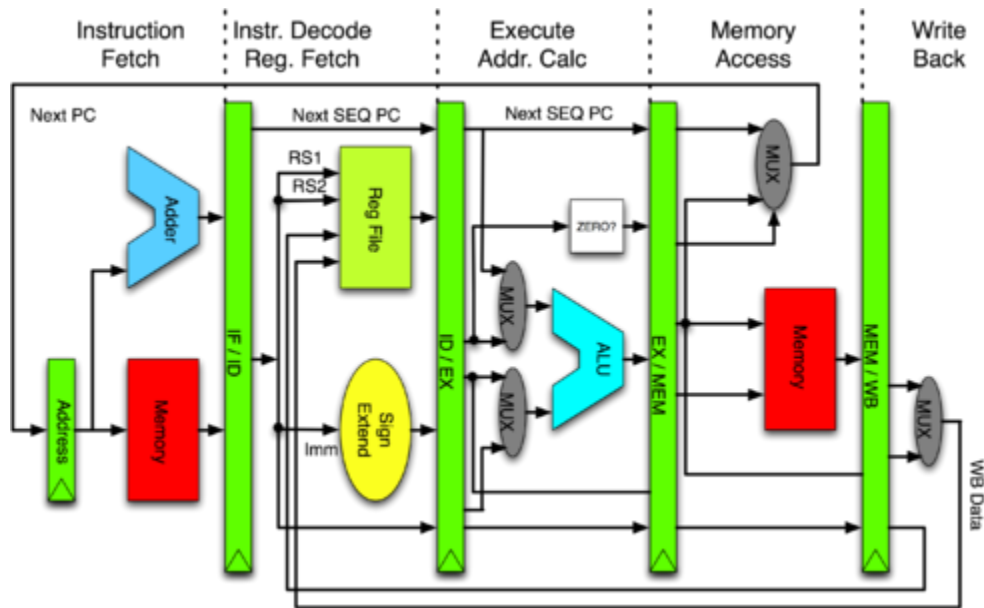 Instruction
Fetch
Instr. Decode
Reg. Fetch
Execute
Addr. Calc
Memory
Access
Write
Back
Next PC
Next SEQ PC
Next SEQ PC
RS1
RS2
Reg File
Adder
MUX
ZERO?
MUX
IF / ID
ID / EX
ALU
EX / MEM
Memory
MEM / WB
Address
Memory
Sign
Extend
Imm
MUX
MUX
WB Data